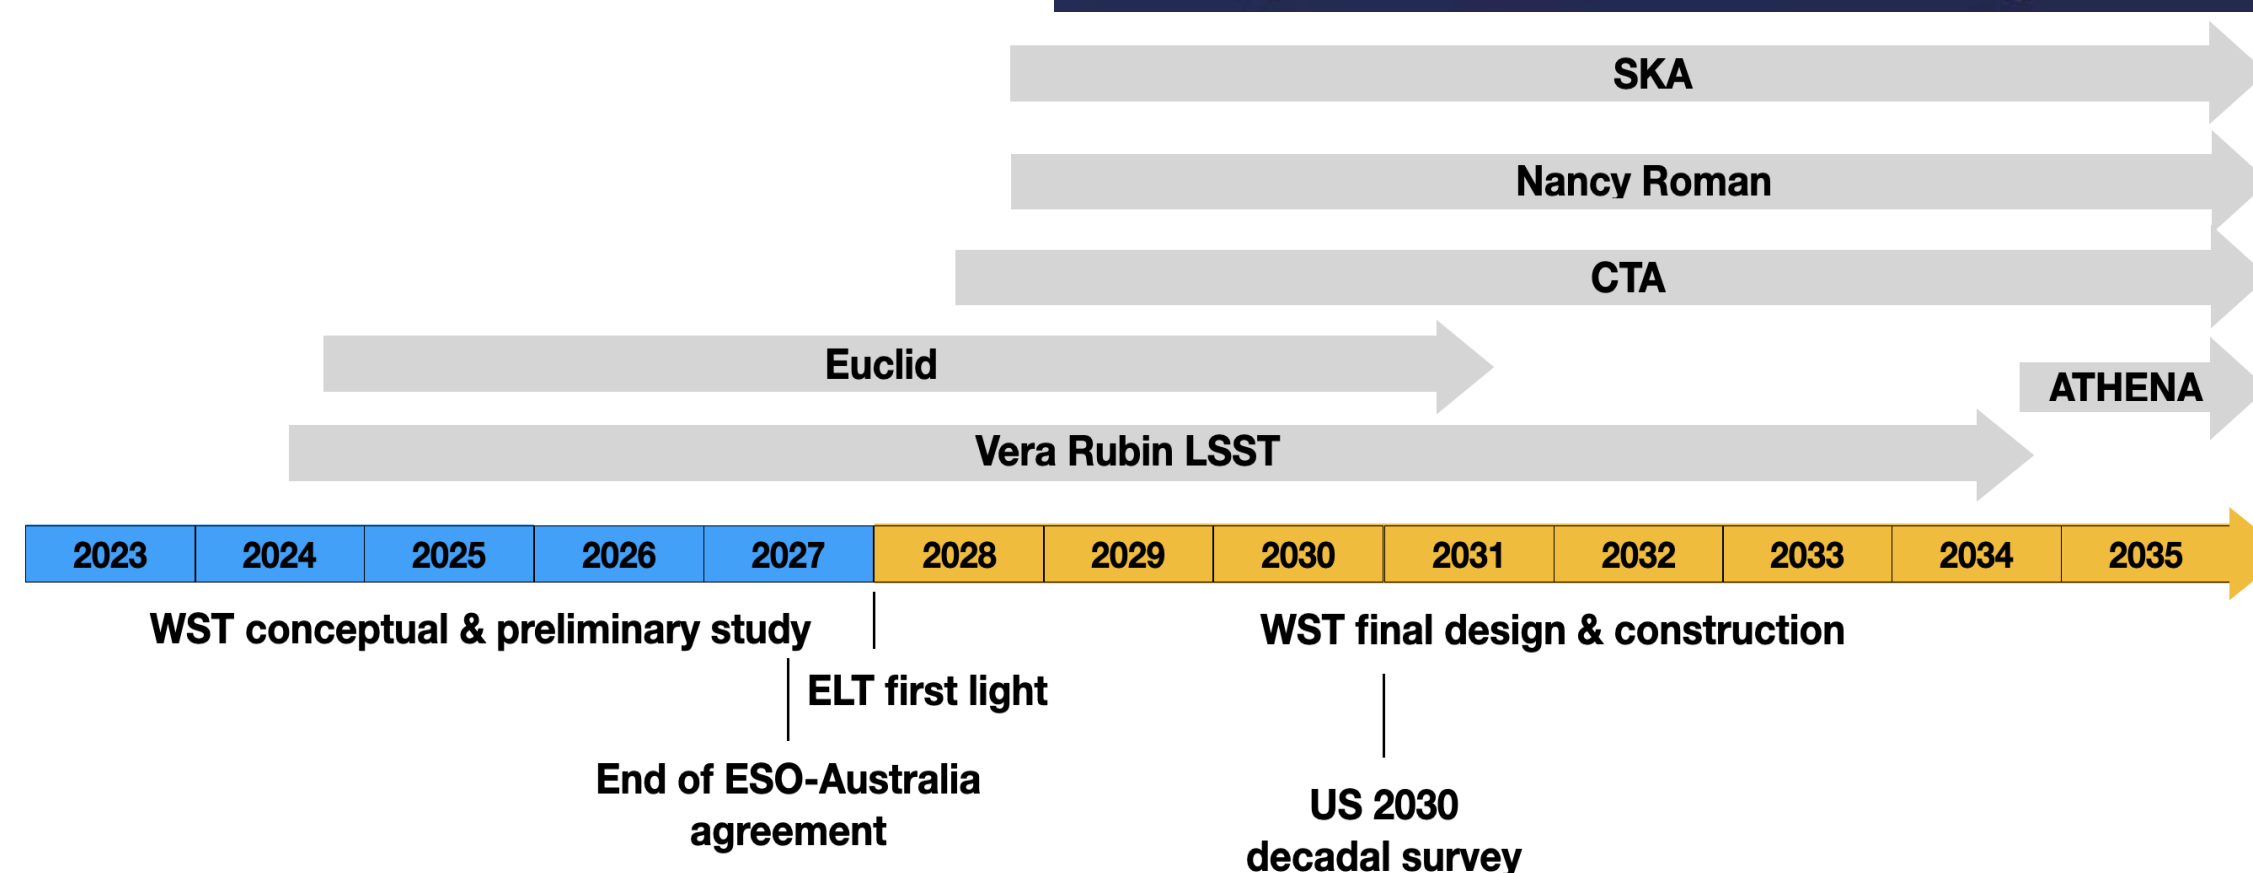 SKA
Nancy Roman
CTA
Euclid
ATHENA
Vera Rubin LSST
2023 2024 2025 2026 2027 2028 2029 2030 2031 2032 2033 2034 2035
WST conceptual & preliminary study
WST final design & construction
ELT first light
End of ESO-Australia
agreement
US 2030
decadal survey